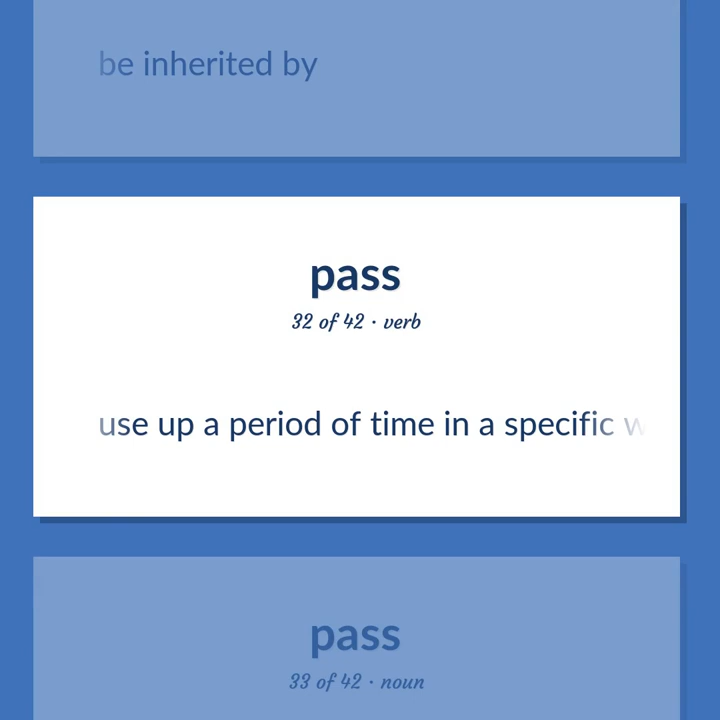 be inherited by
pass
32 of 42 · verb
use up a period of time in a specific
pass
33 of 42 · noun